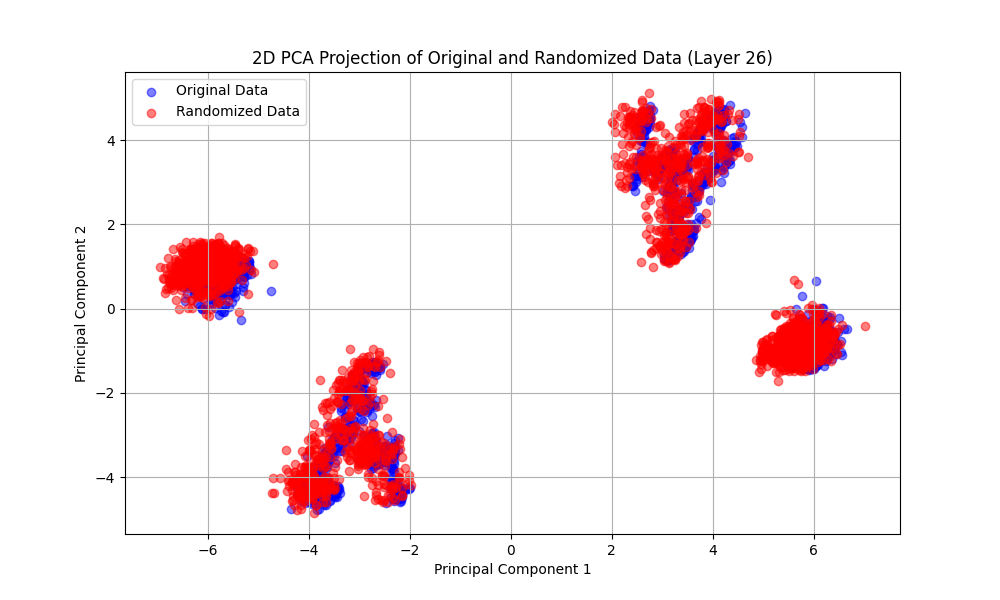 2D PCA Projection of Original and Randomized Data (Layer 26)
Original Data
Randomized Data
4
2
0
−2
−4
Principal Component 2
−6
−4
−2
0
2
4
6
Principal Component 1